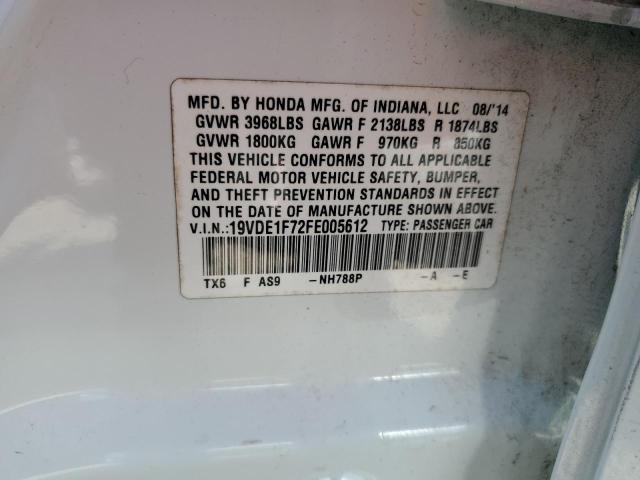 MFD. BY HONDA MFG. OF INDIANA, LLC 08/'14
GVWR 3968LBS GAWR F 2138LBS R 1874LBS
GVWR 1800KG GAWR F 970KG R 850KG
THIS VEHICLE CONFORMS TO ALL APPLICABLE
FEDERAL MOTOR VEHICLE SAFETY, BUMPER,
AND THEFT PREVENTION STANDARDS IN EFFECT
ON THE DATE OF MANUFACTURE SHOWN ABOVE.
V.I.N.:19VDE1F72FE005612 TYPE: PASSENGER CAR
TX6 F AS9 -NH788P -A -E